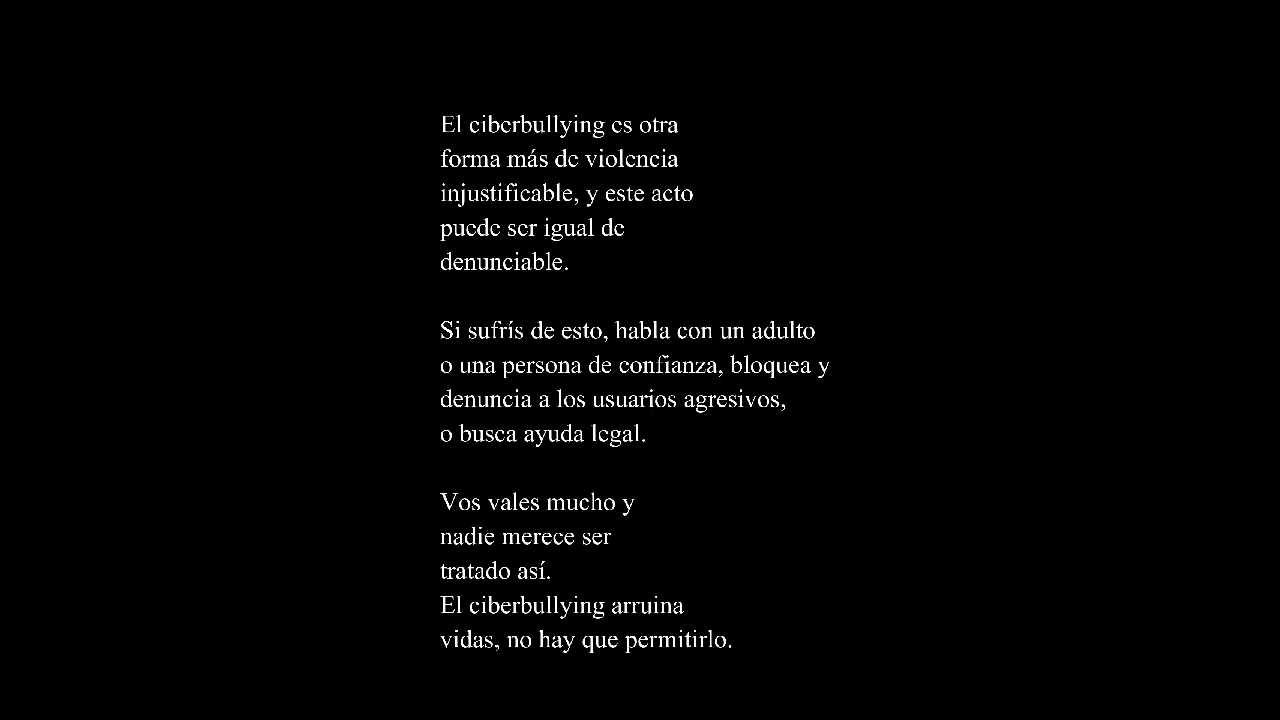 El ciberbullying es otra
forma más de violencia
injustificable, y este acto
puede ser igual de
denunciable.
Si sufrís de esto, habla con un adulto
o una persona de confianza, bloquea y
denuncia a los usuarios agresivos,
o busca ayuda legal.
Vos vales mucho y
nadie merece ser
tratado así.
El ciberbullying arruina
vidas, no hay que permitirlo.